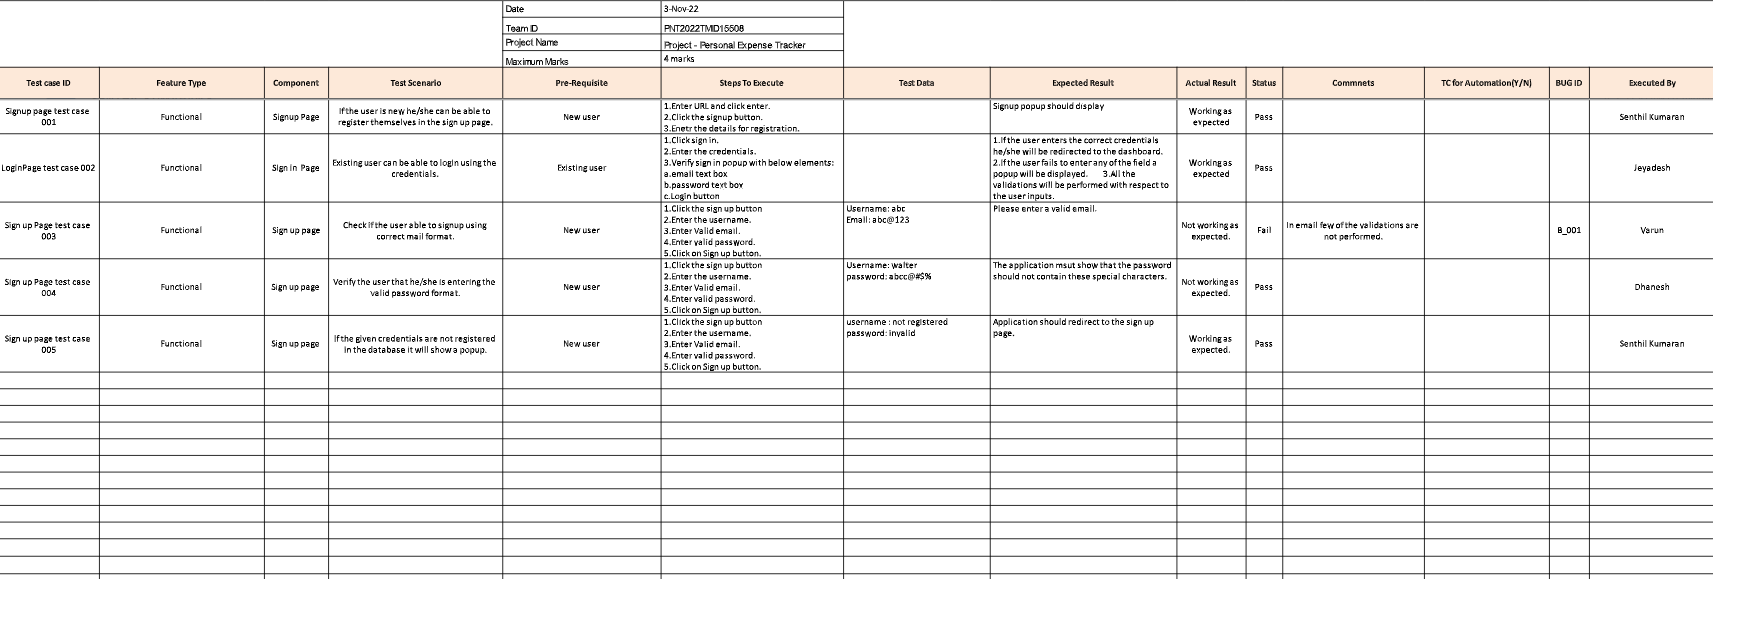 Date 3-Nov-22
Team ID PNT2022TMID15508
Project Name Project - Personal Expense Tracker
Maximum Marks 4 marks
Test case ID Feature Type Component Test Scenario Pre-Requisite Steps To Execute Test Data Expected Result Actual Result Status Commnets TC for Automation(Y/N) BUG ID Executed By
Signup page test case
001
Functional
Signup Page
If the user is new he/she can be able to
register themselves in the sign up page.
New user
1.Enter URL and click enter.
2.Click the signup button.
3.Enetr the details for registration.
Signup popup should display
Working as
expected
Pass
Senthil Kumaran
LoginPage test case 002
Functional
Sign in Page
Existing user can be able to login using the
credentials.
Existing user
1.Click sign in.
2.Enter the credentials.
3.Verify sign in popup with below elements:
a.email text box
b.password text box
c.Login button
1.If the user enters the correct credentials
he/she will be redirected to the dashboard.
2.If the user fails to enter any of the field a
popup will be displayed. 3.All the
validations will be performed with respect to
the user inputs.
Working as
expected
Pass
Jeyadesh
Sign up Page test case
003
Functional
Sign up page
Check if the user able to signup using
correct mail format.
New user
1.Click the sign up button
2.Enter the username.
3.Enter Valid email.
4.Enter valid password.
5.Click on Sign up button.
Username: abc
Email: abc@123
Please enter a valid email.
Not working as
expected.
Fail
In email few of the validations are
not performed.
B_001
Varun
Sign up Page test case
004
Functional
Sign up page
Verify the user that he/she is entering the
valid password format.
New user
1.Click the sign up button
2.Enter the username.
3.Enter Valid email.
4.Enter valid password.
5.Click on Sign up button.
Username: walter
password: abcc@#$%
The application msut show that the password
should not contain these special characters.
Not working as
expected.
Pass
Dhanesh
Sign up page test case
005
Functional
Sign up page
If the given credentials are not registered
in the database it will show a popup.
New user
1.Click the sign up button
2.Enter the username.
3.Enter Valid email.
4.Enter valid password.
5.Click on Sign up button.
username : not registered
password: invalid
Application should redirect to the sign up
page.
Working as
expected.
Pass
Senthil Kumaran